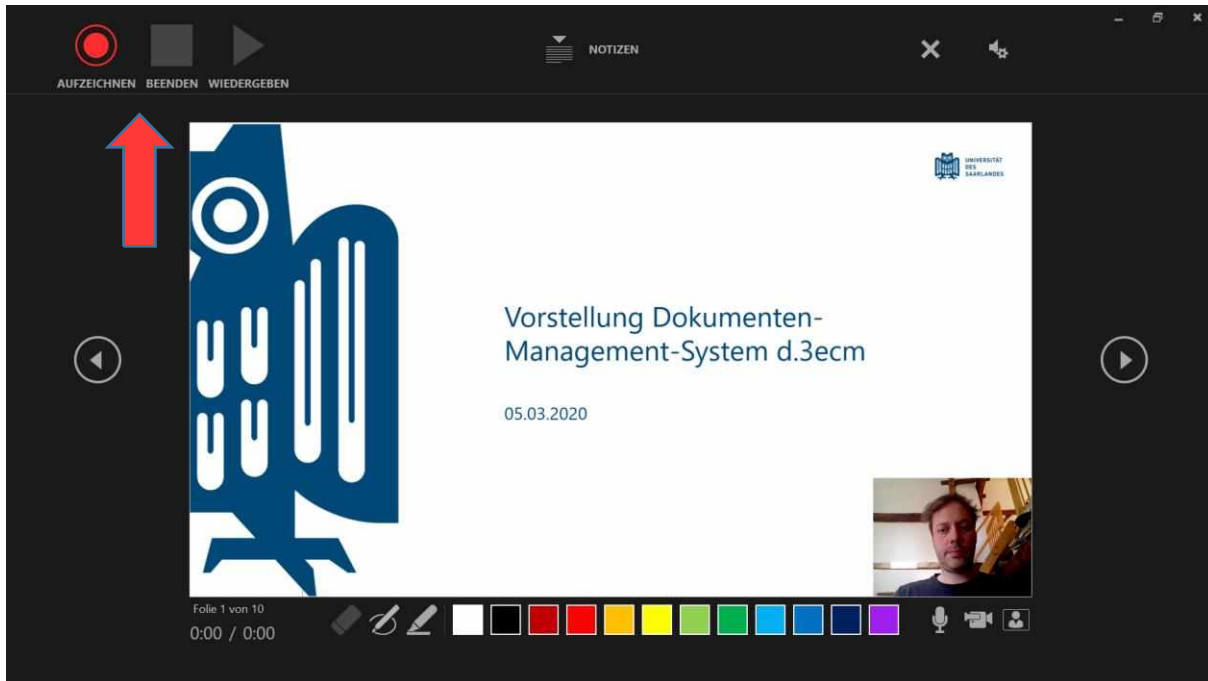 AUFZEICHNEN BEENDEN WIEDERGEBEN
NOTIZEN
UNIVERSITÄT
DES
SAARLANDES
Vorstellung Dokumenten-
Management-System d.3ecm
05.03.2020
Folie 1 von 10
0:00 / 0:00